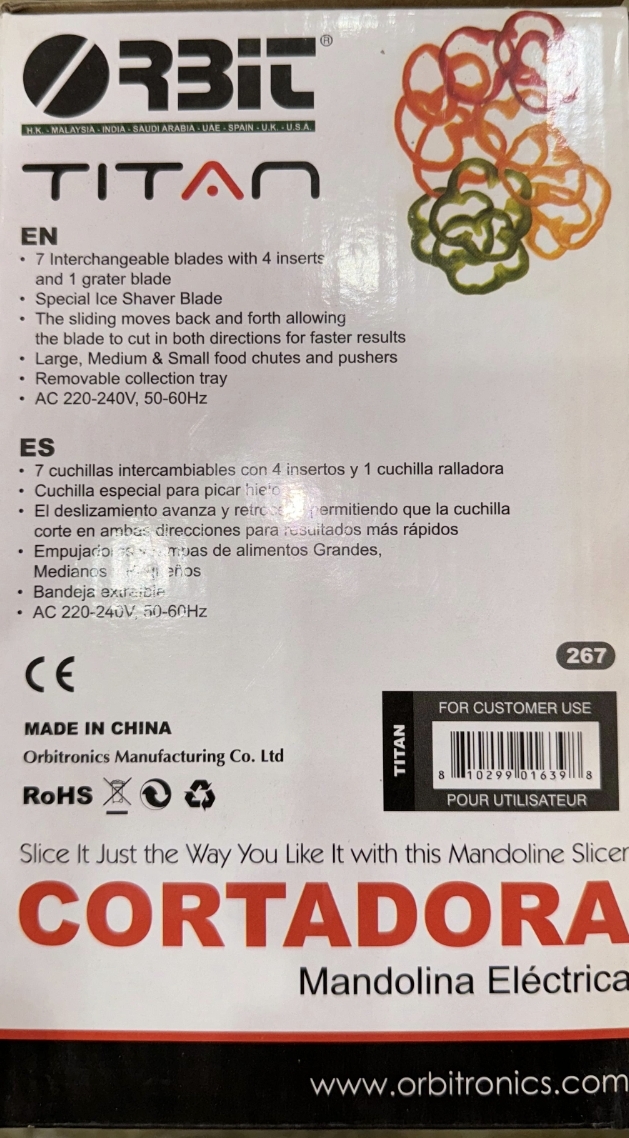 ORBIT®
H.K. - MALAYSIA - INDIA - SAUDI ARABIA - UAE - SPAIN - U.K. - U.S.A.
TITAN
EN
• 7 Interchangeable blades with 4 inserts
and 1 grater blade
• Special Ice Shaver Blade
• The sliding moves back and forth allowing
the blade to cut in both directions for faster results
• Large, Medium & Small food chutes and pushers
• Removable collection tray
• AC 220-240V, 50-60Hz
ES
• 7 cuchillas intercambiables con 4 insertos y 1 cuchilla ralladora
• Cuchilla especial para picar hielo
• El deslizamiento avanza y permitiendo que la cuchilla
corte en ambas direcciones para resultados más rápidos
• de alimentos Grandes,
Medianos
• Bandeja extraíble
• AC 220-240V, 50-60Hz
267
CE
MADE IN CHINA
Orbitronics Manufacturing Co. Ltd
RoHS
FOR CUSTOMER USE
TITAN
8 10299 01639 8
POUR UTILISATEUR
Slice It Just the Way You Like It with this Mandoline Slicer
CORTADORA
Mandolina Eléctrica
www.orbitronics.com